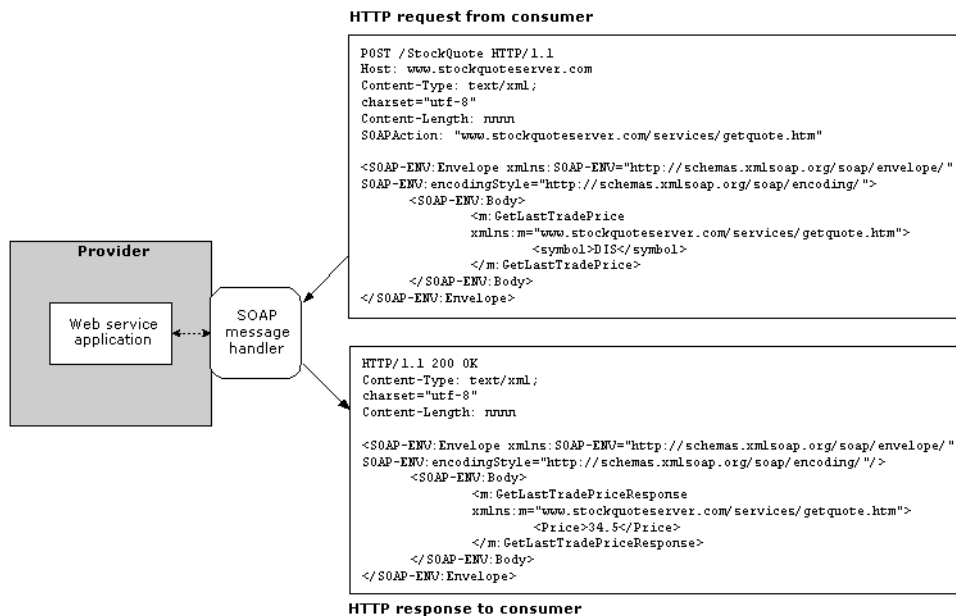 HTTP request from consumer
POST /StockQuote HTTP/1.1
Host: www.stockquoteserver.com
Content-Type: text/xml;
charset="utf-8"
Content-Length: nnnn
SOAPAction: "www.stockquoteserver.com/services/getquote.htm"
<SOAP-ENV:Envelope xmlns:SOAP-ENV="http://schemas.xmlsoap.org/soap/envelope/"
SOAP-ENV:encodingStyle="http://schemas.xmlsoap.org/soap/encoding/">
<SOAP-ENV:Body>
<m:GetLastTradePrice
xmlns:m="www.stockquoteserver.com/services/getquote.htm">
<symbol>DIS</symbol>
</m:GetLastTradePrice>
</SOAP-ENV:Body>
</SOAP-ENV:Envelope>
Provider
Web service
application
SOAP
message
handler
HTTP/1.1 200 OK
Content-Type: text/xml;
charset="utf-8"
Content-Length: nnnn
<SOAP-ENV:Envelope xmlns:SOAP-ENV="http://schemas.xmlsoap.org/soap/envelope/"
SOAP-ENV:encodingStyle="http://schemas.xmlsoap.org/soap/encoding/"/>
<SOAP-ENV:Body>
<m:GetLastTradePriceResponse
xmlns:m="www.stockquoteserver.com/services/getquote.htm">
<Price>34.5</Price>
</m:GetLastTradePriceResponse>
</SOAP-ENV:Body>
</SOAP-ENV:Envelope>
HTTP response to consumer